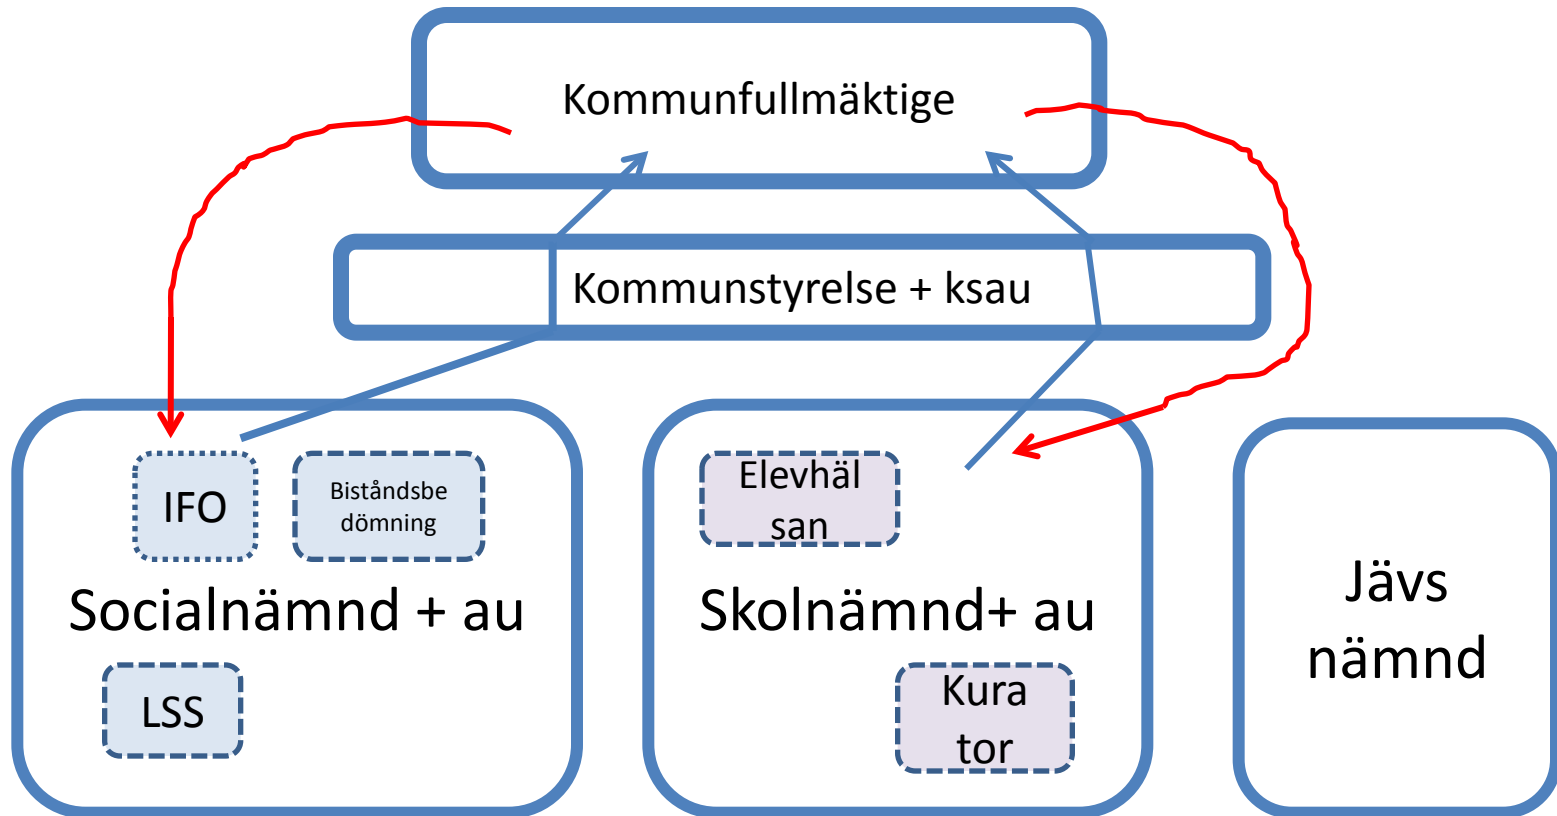 Kommunfullmäktige
Kommunstyrelse + ksau
IFO
Biståndsbe
dömning
Socialnämnd + au
LSS
Elevhäl
san
Skolnämnd+ au
Kura
tor
Jävs
nämnd